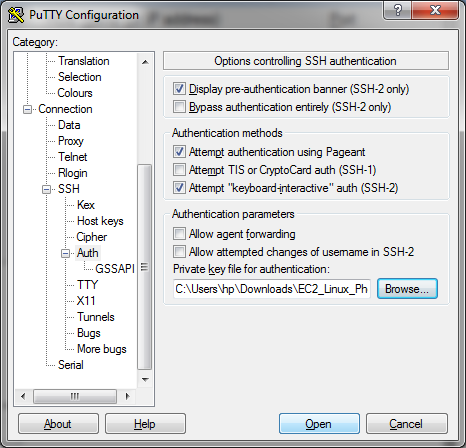 PuTTY Configuration
Category:
Translation
Selection
Colours
Connection
Data
Proxy
Telnet
Rlogin
SSH
Kex
Host keys
Cipher
Auth
GSSAPI
TTY
X11
Tunnels
Bugs
More bugs
Serial
Options controlling SSH authentication
Display pre-authentication banner (SSH-2 only)
Bypass authentication entirely (SSH-2 only)
Authentication methods
Attempt authentication using Pageant
Attempt TIS or CryptoCard auth (SSH-1)
Attempt "keyboard-interactive" auth (SSH-2)
Authentication parameters
Allow agent forwarding
Allow attempted changes of username in SSH-2
Private key file for authentication:
C:\Users\hp\Downloads\EC2_Linux_Ph
Browse...
About
Help
Open
Cancel